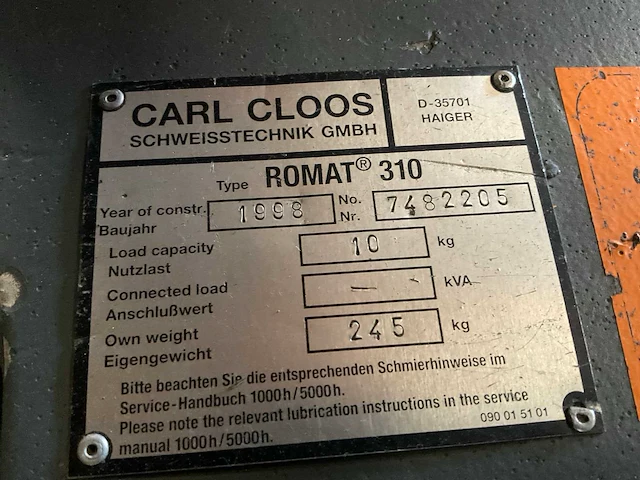 CARL CLOOS
SCHWEISSTECHNIK GMBH
D-35701
HAIGER
Type ROMAT® 310
Year of constr. 1998 No. 7482205
Baujahr Nr.
Load capacity 10 kg
Nutzlast
Connected load — kVA
Anschlußwert
Own weight 245 kg
Eigengewicht
Bitte beachten Sie die entsprechenden Schmierhinweise im
Service-Handbuch 1000h/5000h.
Please note the relevant lubrication instructions in the service
manual 1000h/5000h.
090 01 51 01